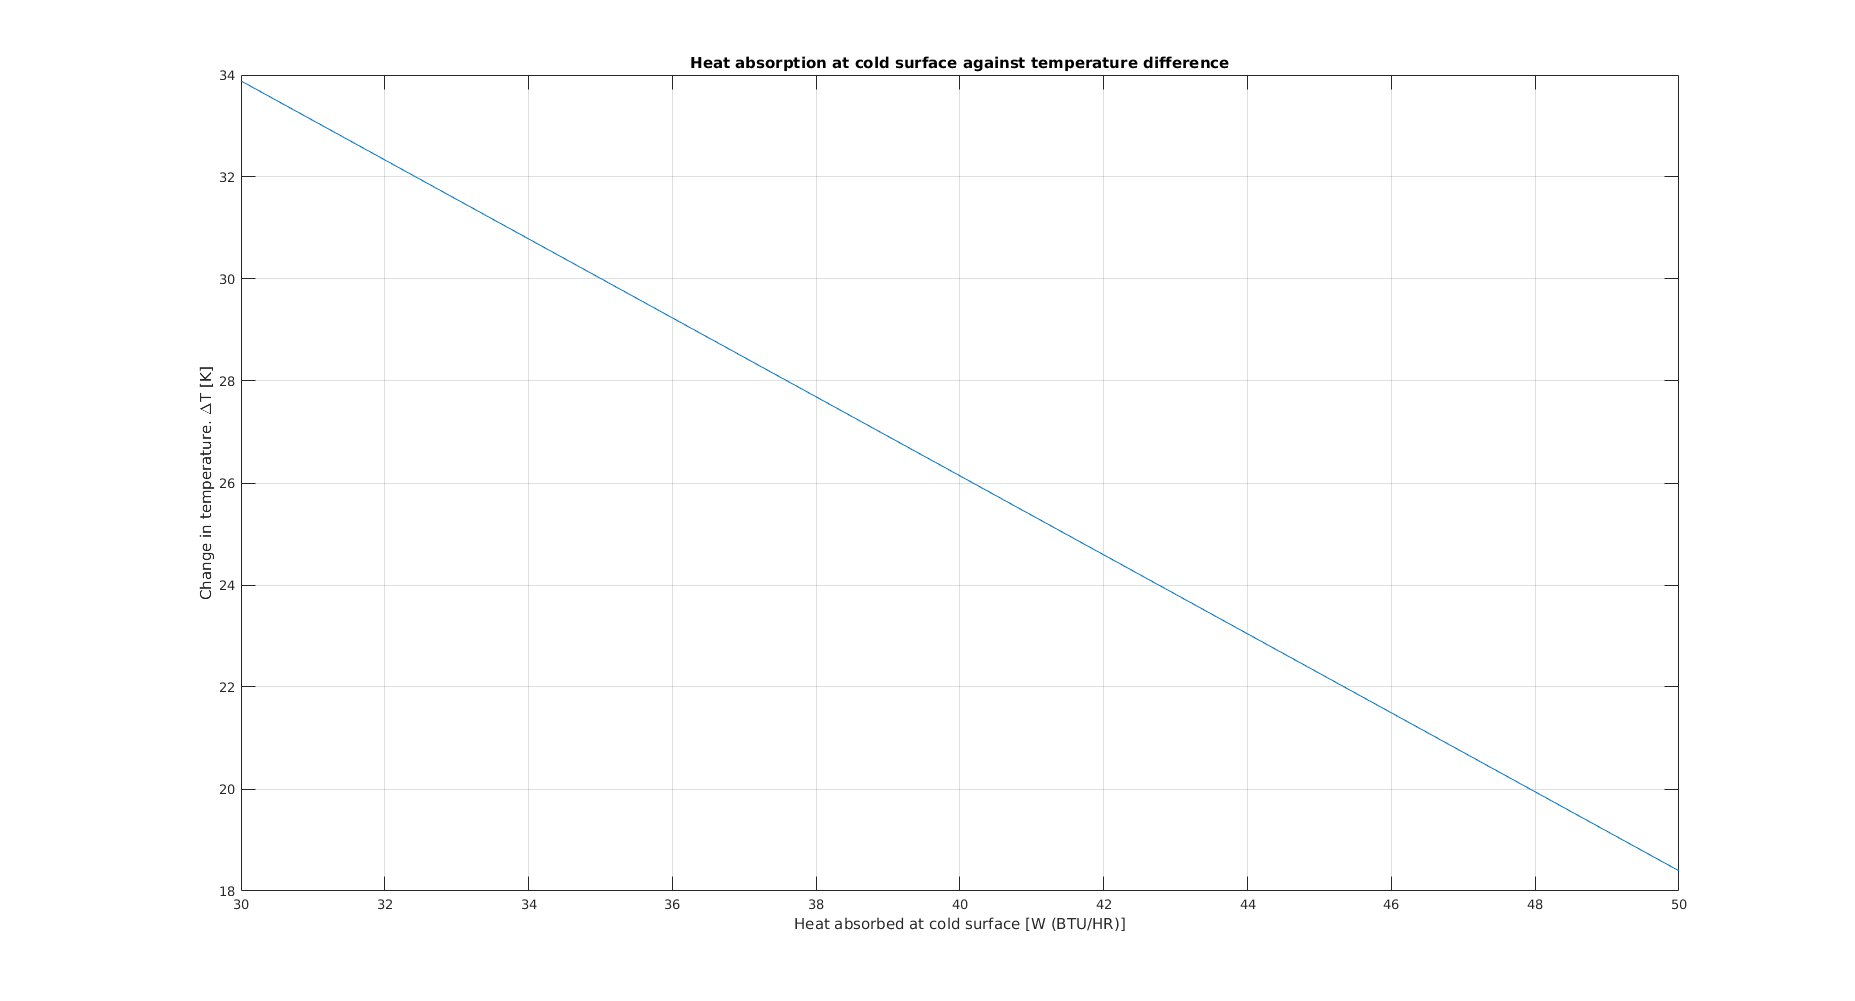 Heat absorption at cold surface against temperature difference
34
32
30
28
26
24
22
20
18
Change in temperature. ΔT [K]
30 32 34 36 38 40 42 44 46 48 50
Heat absorbed at cold surface [W (BTU/HR)]